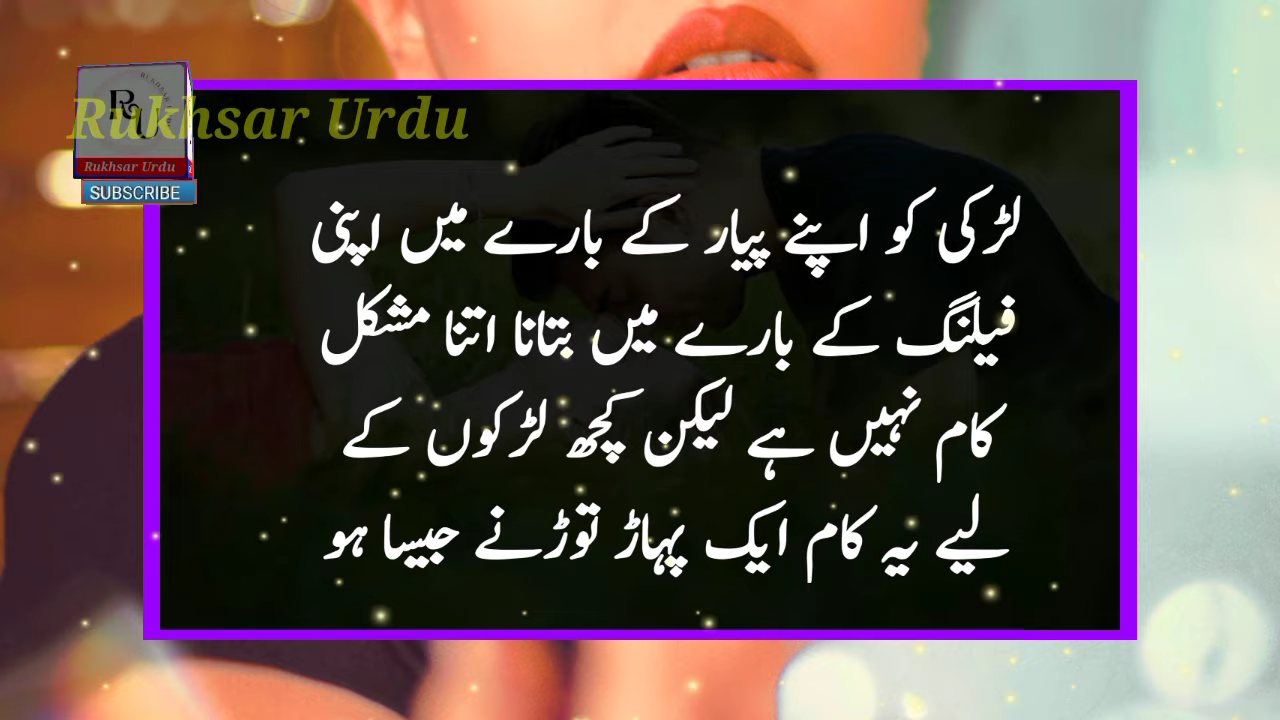 Rukhsar Urdu
Rukhsar Urdu
SUBSCRIBE
لڑکی کو اپنے پیار کے بارے میں اپنی
فیلنگ کے بارے میں بتانا اتنا مشکل
کام نہیں ہے لیکن کچھ لڑکوں کے
لیے یہ کام ایک پہاڑ توڑنے جیسا ہو